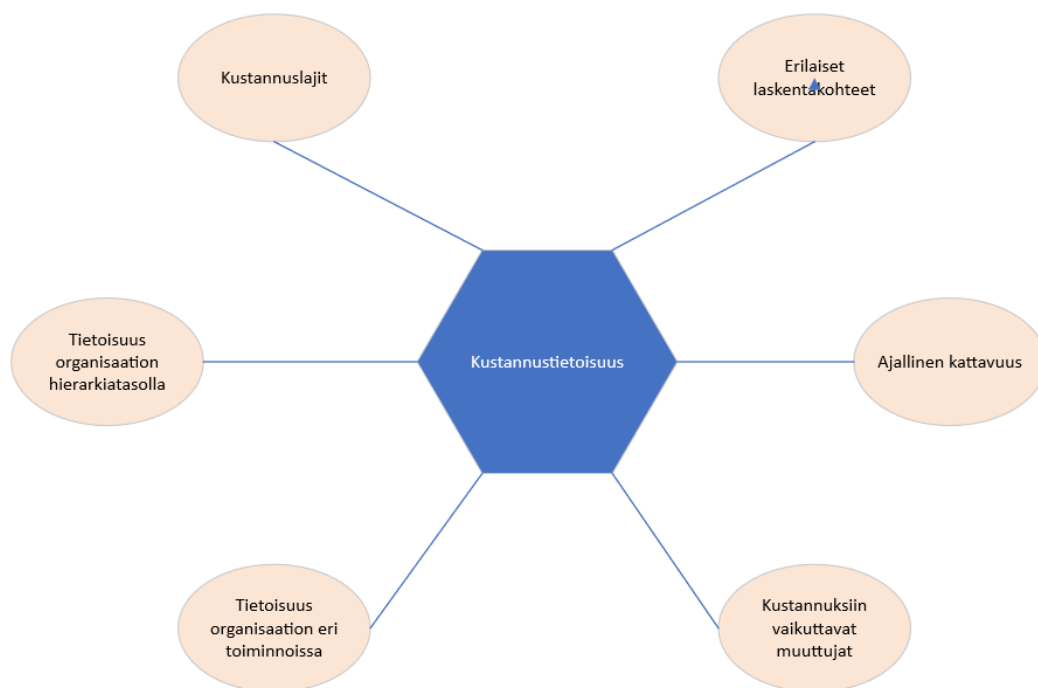 Kustannuslajit
Erilaiset
laskentakohteet
Tietoisuus
organisaation
hierarkiatasolla
Kustannustietoisuus
Ajallinen kattavuus
Tietoisuus
organisaation eri
toiminnoissa
Kustannuksiin
vaikuttavat
muuttujat